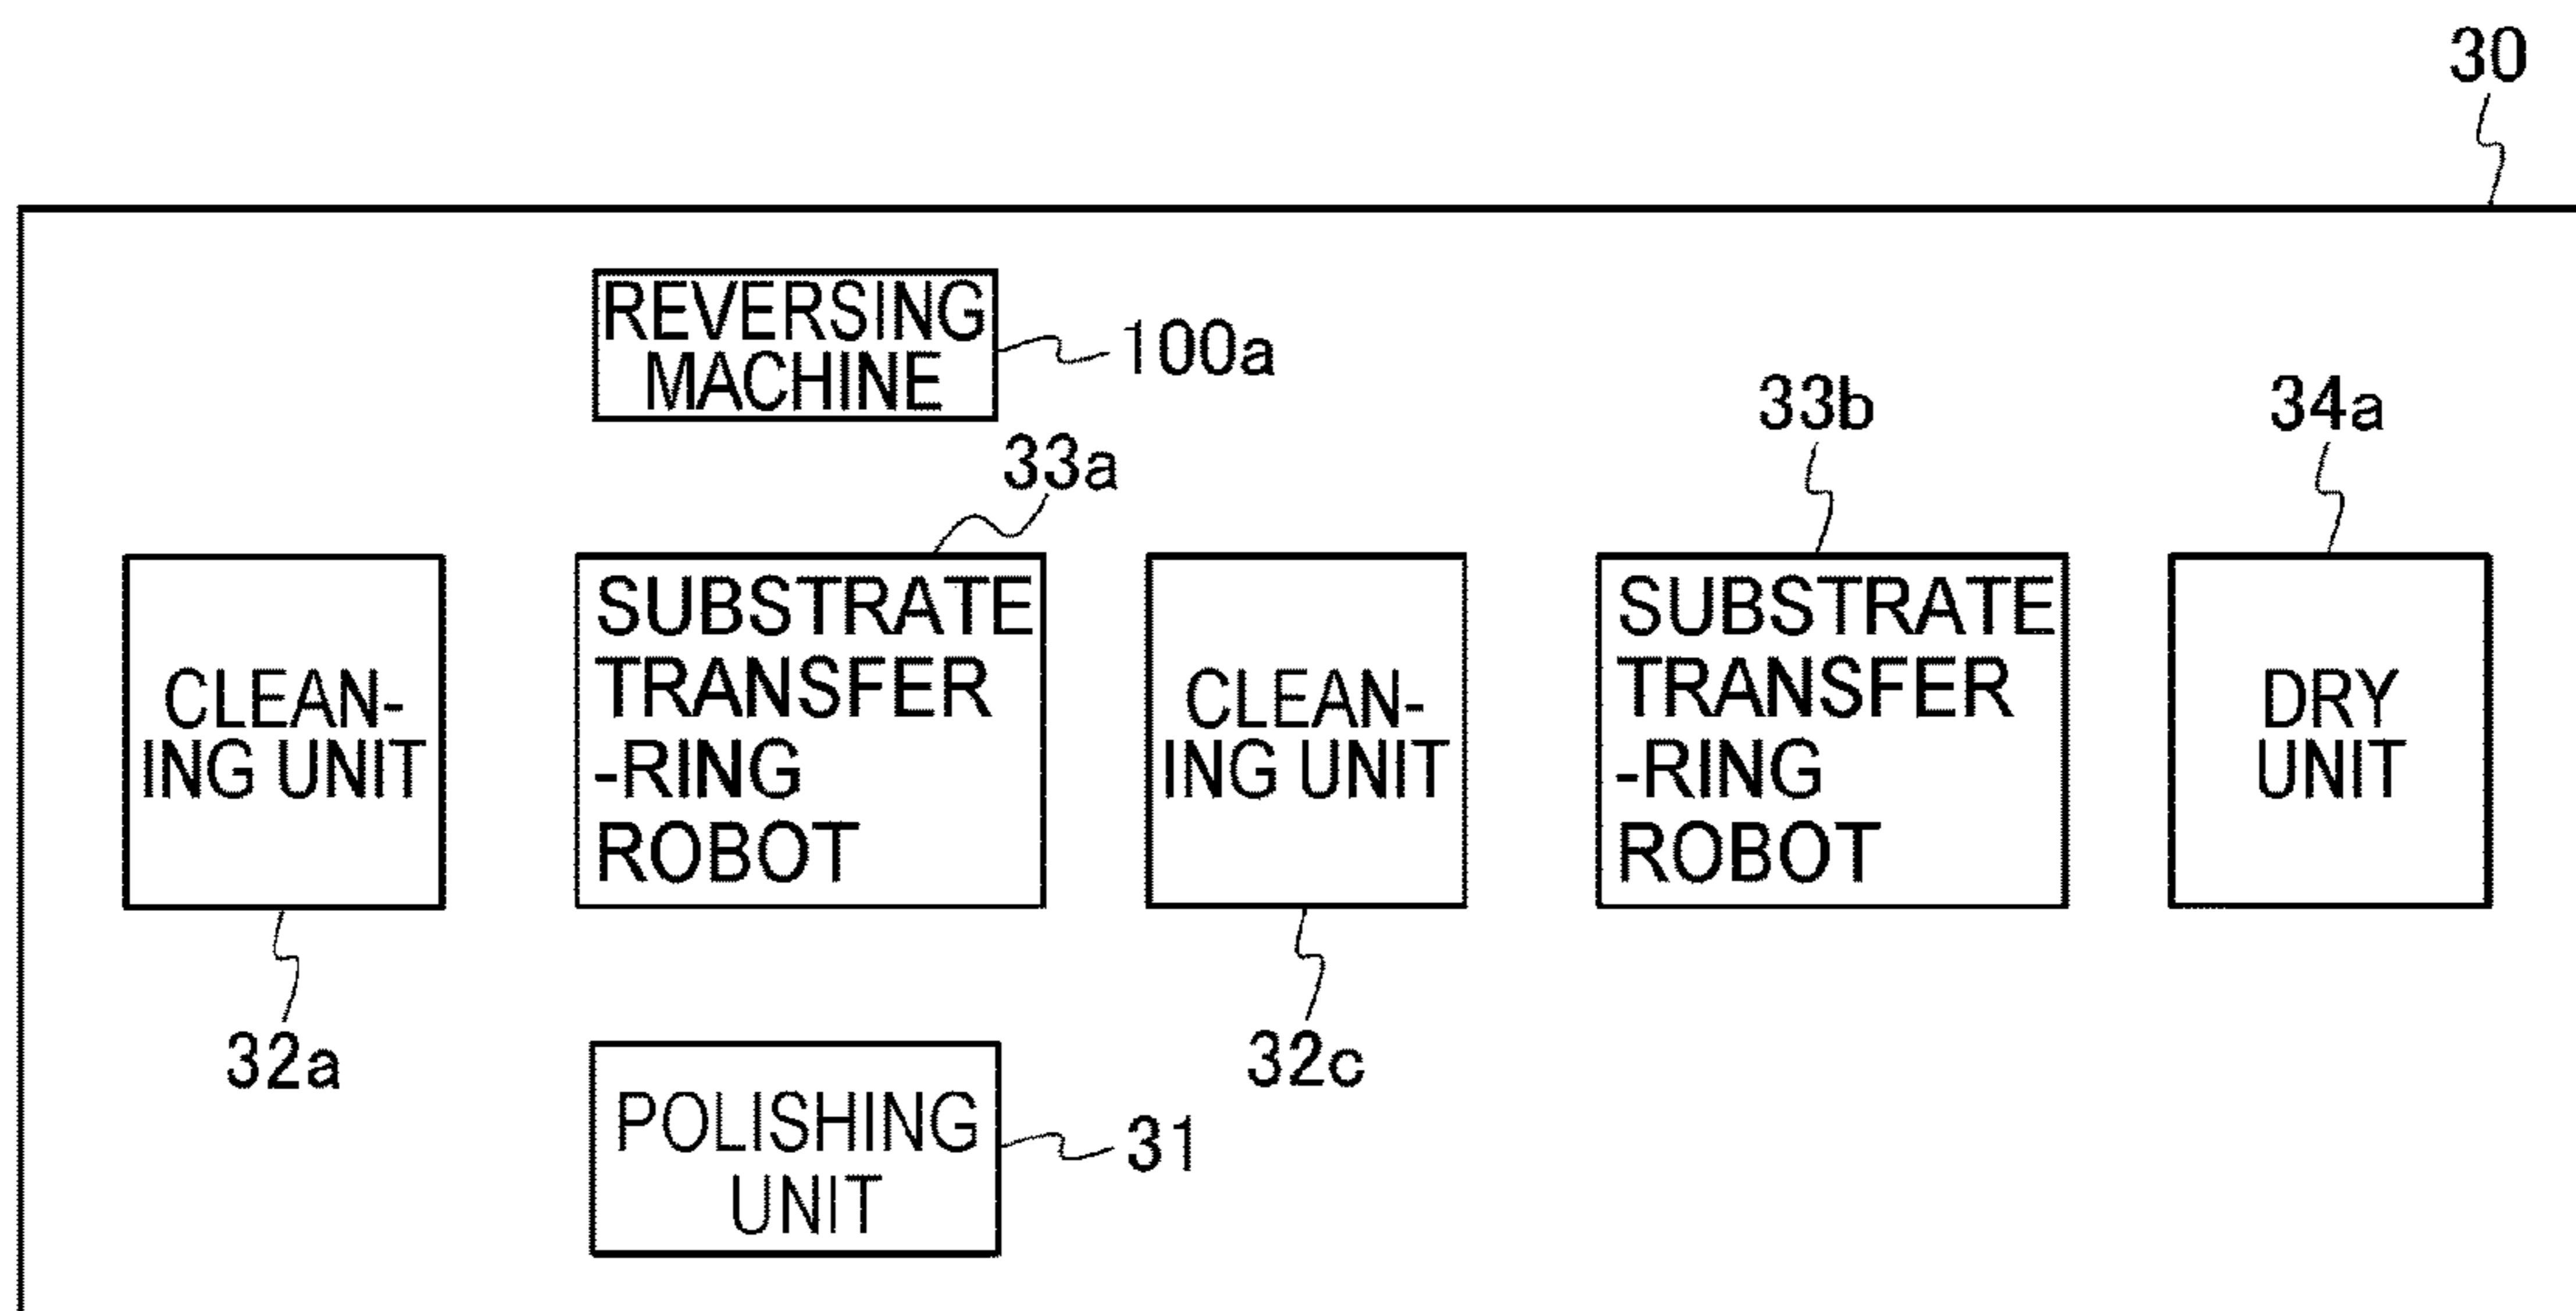 30
REVERSING
MACHINE
100a
33a
33b
34a
CLEAN-
ING UNIT
SUBSTRATE
TRANSFER
-RING
ROBOT
CLEAN-
ING UNIT
SUBSTRATE
TRANSFER
-RING
ROBOT
DRY
UNIT
32a
32c
POLISHING
UNIT
31